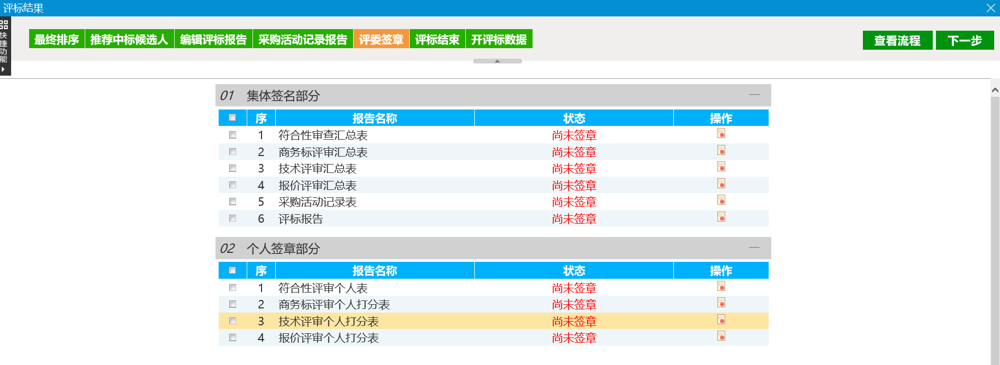 评标结果
快捷功能
最终排序 推荐中标候选人 编辑评标报告 采购活动记录报告 评委签章 评标结束 开评标数据 查看流程 下一步
01 集体签名部分
序 报告名称 状态 操作
1 符合性审查汇总表 尚未签章
2 商务标评审汇总表 尚未签章
3 技术评审汇总表 尚未签章
4 报价评审汇总表 尚未签章
5 采购活动记录表 尚未签章
6 评标报告 尚未签章
02 个人签章部分
序 报告名称 状态 操作
1 符合性评审个人表 尚未签章
2 商务标评审个人打分表 尚未签章
3 技术评审个人打分表 尚未签章
4 报价评审个人打分表 尚未签章